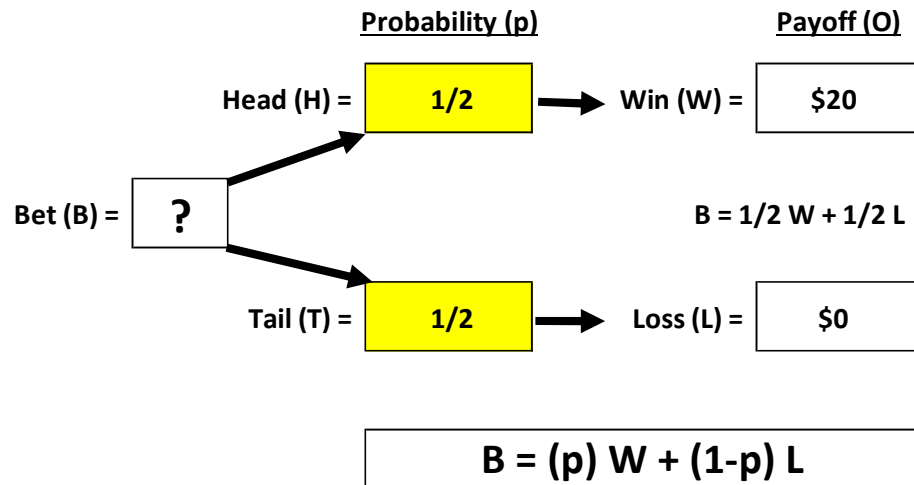 Probability (p) Payoff (O)
Head (H) = 1/2 Win (W) = $20
Bet (B) = ? B = 1/2 W + 1/2 L
Tail (T) = 1/2 Loss (L) = $0
B = (p) W + (1-p) L